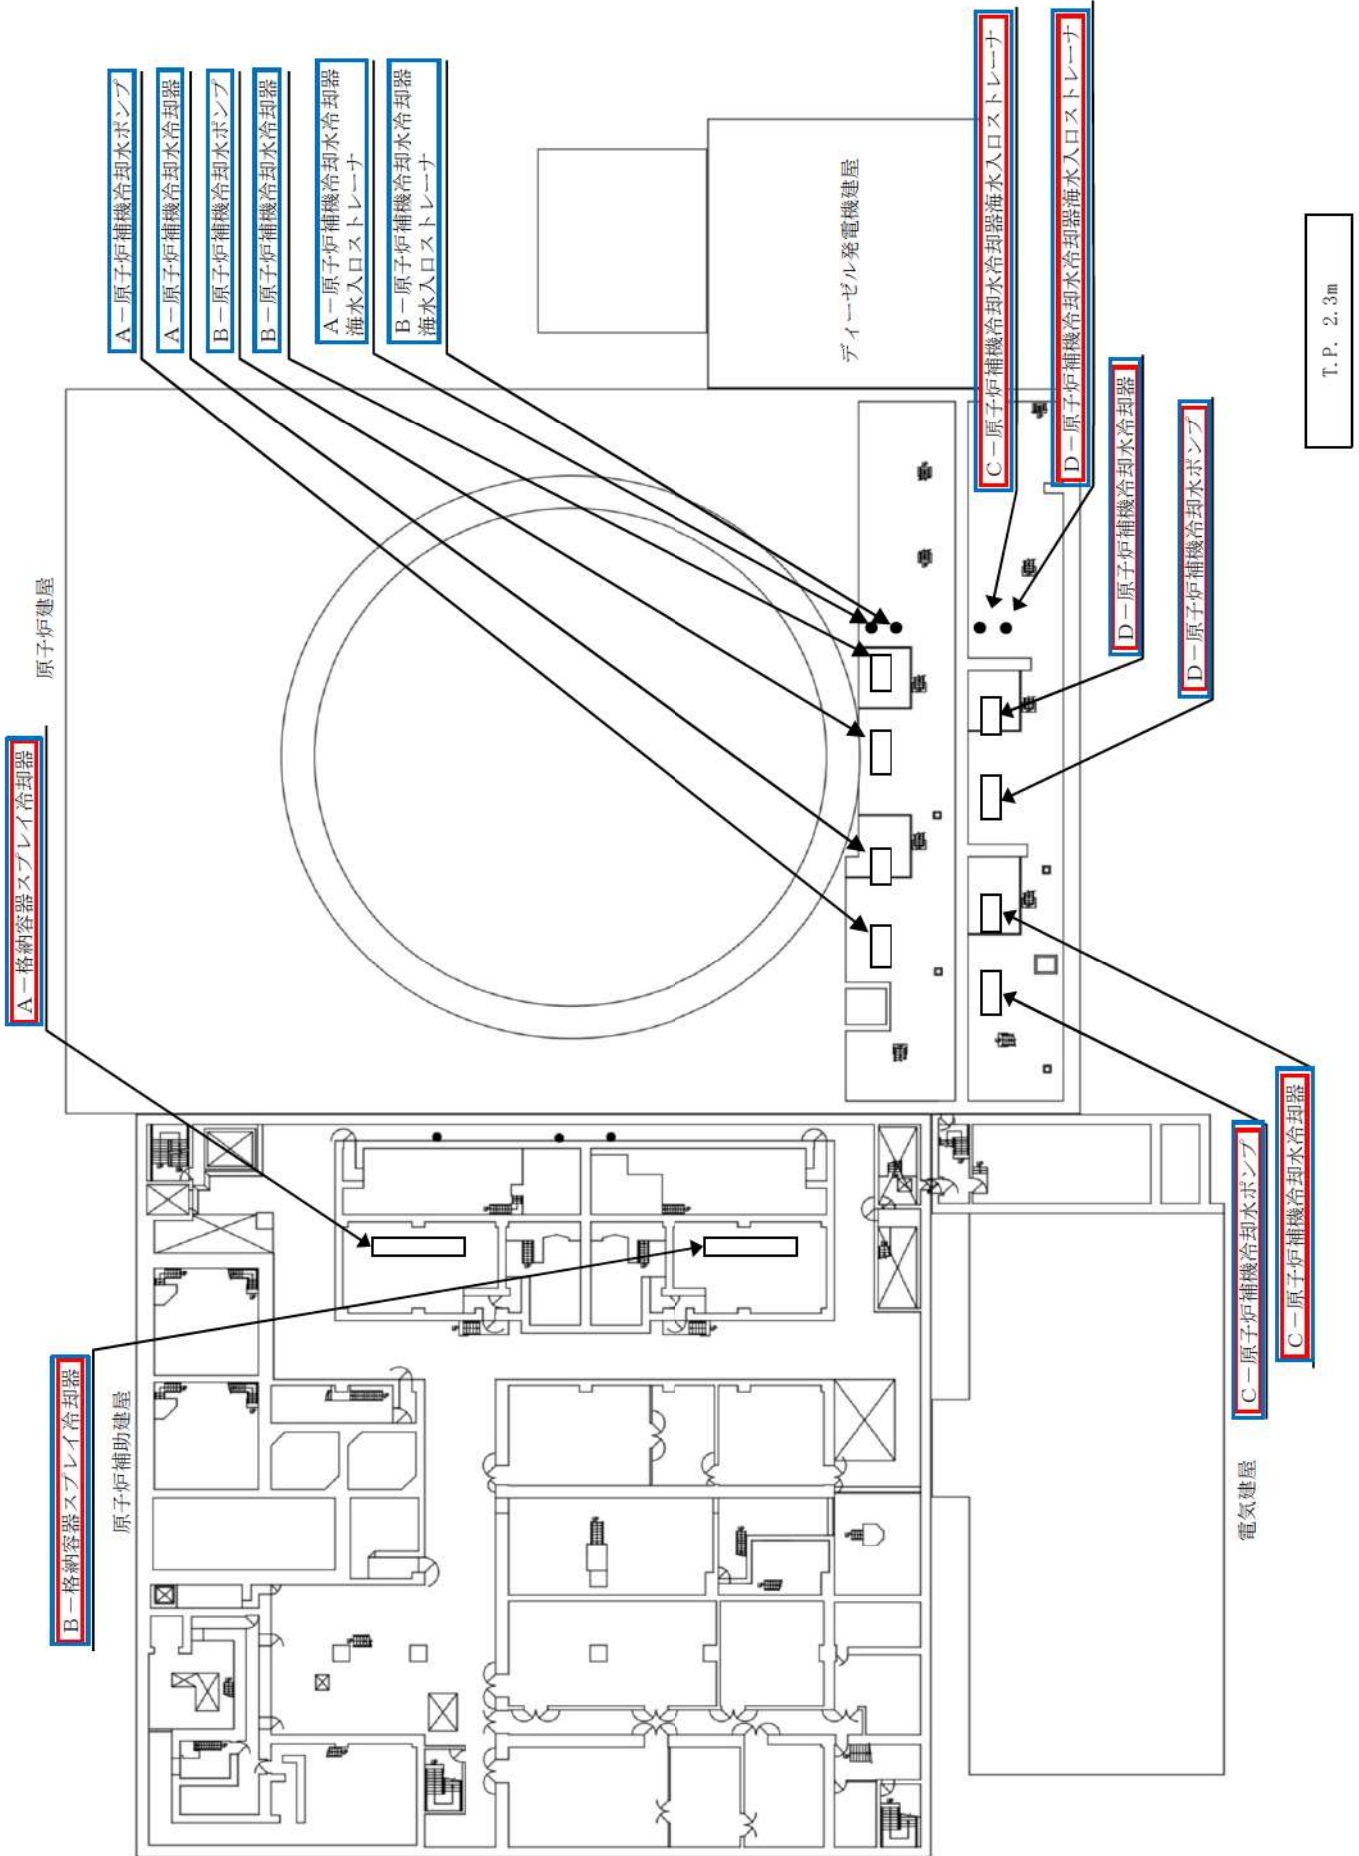 A－格納容器スプレイ冷却器
原子炉建屋
B－格納容器スプレイ冷却器
原子炉補助建屋
A－原子炉補機冷却水ポンプ
A－原子炉補機冷却水冷却器
B－原子炉補機冷却水ポンプ
B－原子炉補機冷却水冷却器
A－原子炉補機冷却水冷却器
海水入口ストレーナ
B－原子炉補機冷却水冷却器
海水入口ストレーナ
ディーゼル発電機建屋
C－原子炉補機冷却水冷却器海水入口ストレーナ
D－原子炉補機冷却水冷却器海水入口ストレーナ
D－原子炉補機冷却水冷却器
D－原子炉補機冷却水ポンプ
電気建屋
C－原子炉補機冷却水ポンプ
C－原子炉補機冷却水冷却器
T.P. 2.3m